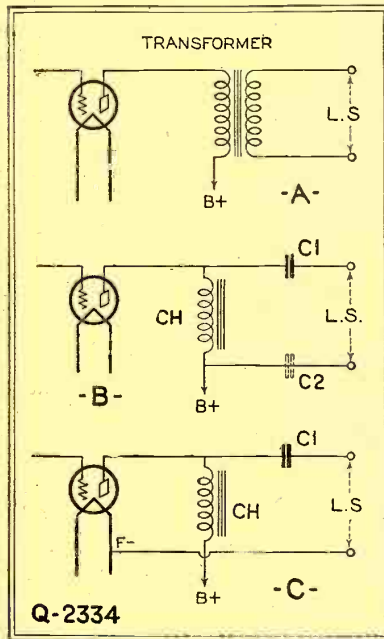 TRANSFORMER
L.S
B+
-A-
C1
CH
L.S.
-B-
B+
C2
C1
F-
CH
L.S
B+
-C-
Q-2334